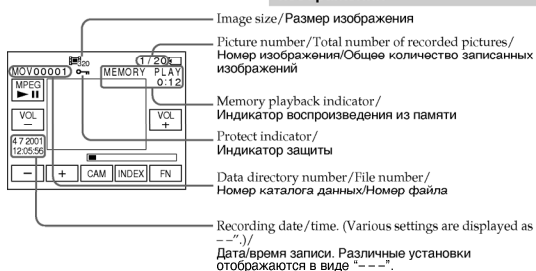 Image size/Размер изображения
Picture number/Total number of recorded pictures/
Номер изображения/Общее количество записанных
изображений
320
1/20
MOV00001
MEMORY PLAY
0:12
MPEG
VOL
−
VOL
+
4 7 2001
12:05:56
− + CAM INDEX FN
Memory playback indicator/
Индикатор воспроизведения из памяти
Protect indicator/
Индикатор защиты
Data directory number/File number/
Номер каталога данных/Номер файла
Recording date/time. (Various settings are displayed as
– –”.)/
Дата/время записи. Различные установки
отображаются в виде “– – –”.